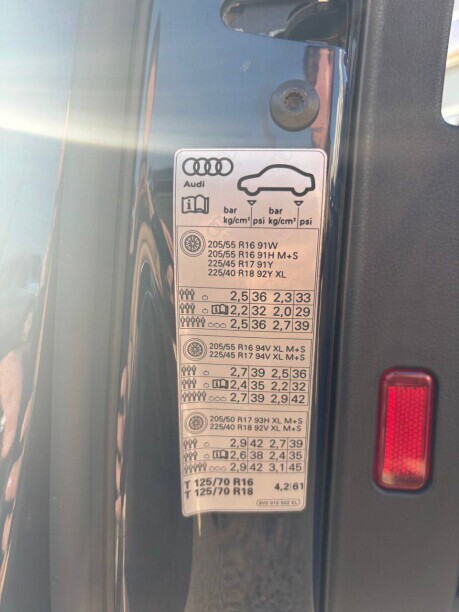 Audi
bar bar
kg/cm² psi kg/cm² psi
205/55 R16 91W
205/55 R16 91H M+S
225/45 R17 91Y
225/40 R18 92Y XL
2,5 36 2,3 33
2,2 32 2,0 29
2,5 36 2,7 39
205/55 R16 94V XL M+S
225/45 R17 94V XL M+S
2,7 39 2,5 36
2,4 35 2,2 32
2,7 39 2,9 42
205/50 R17 93H XL M+S
225/40 R18 92V XL M+S
2,9 42 2,7 39
2,6 38 2,4 35
2,9 42 3,1 45
T 125/70 R16 4,2 61
T 125/70 R18